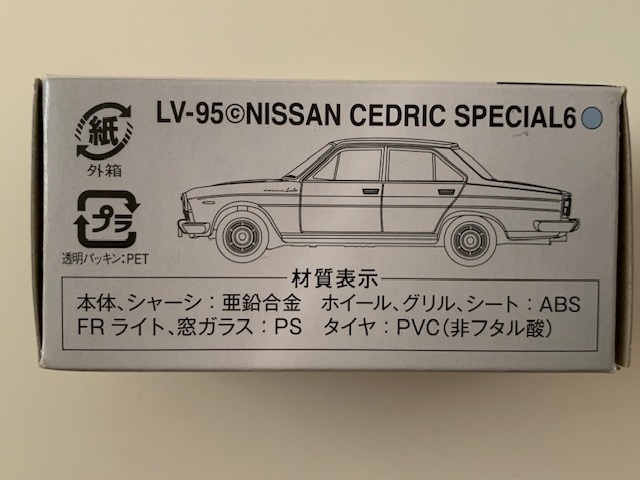 LV-95©NISSAN CEDRIC SPECIAL6
紙
外箱
プラ
透明パッキン:PET
材質表示
本体、シャーシ:亜鉛合金 ホイール、グリル、シート:ABS
FRライト、窓ガラス:PS タイヤ:PVC(非フタル酸)